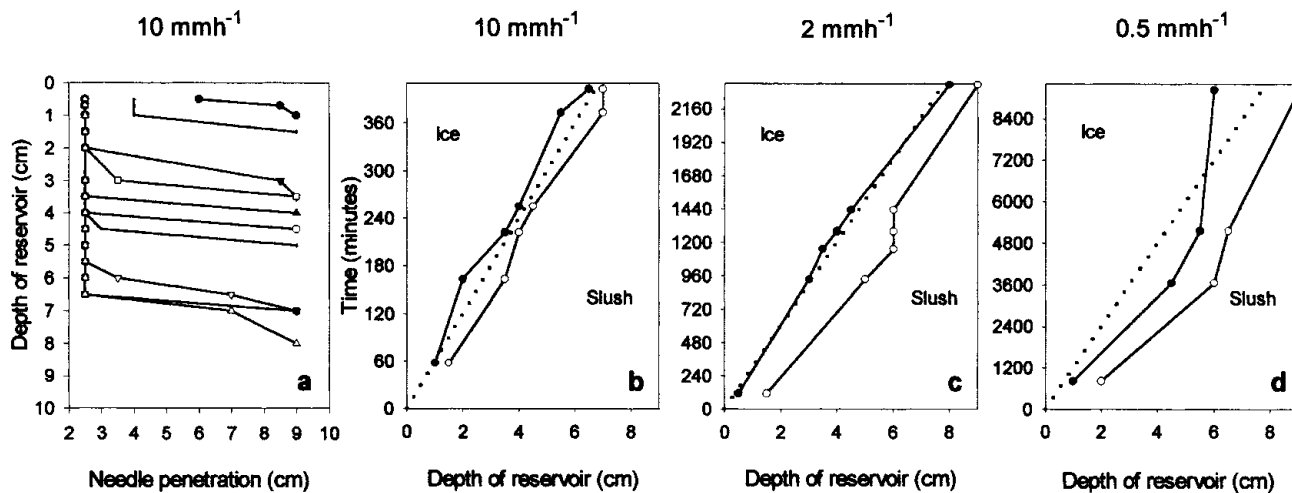 10 mmh-1
10 mmh-1
2 mmh-1
0.5 mmh-1
Depth of reservoir (cm)
0
1
2
3
4
5
6
7
8
9
10
2 3 4 5 6 7 8 9 10
Needle penetration (cm)
a
Time (minutes)
360
300
240
180
120
60
0
0 2 4 6 8
Depth of reservoir (cm)
Ice
Slush
b
2160
1920
1680
1440
1200
960
720
480
240
0
0 2 4 6 8
Depth of reservoir (cm)
Ice
Slush
c
8400
7200
6000
4800
3600
2400
1200
0
0 2 4 6 8
Depth of reservoir (cm)
Ice
Slush
d